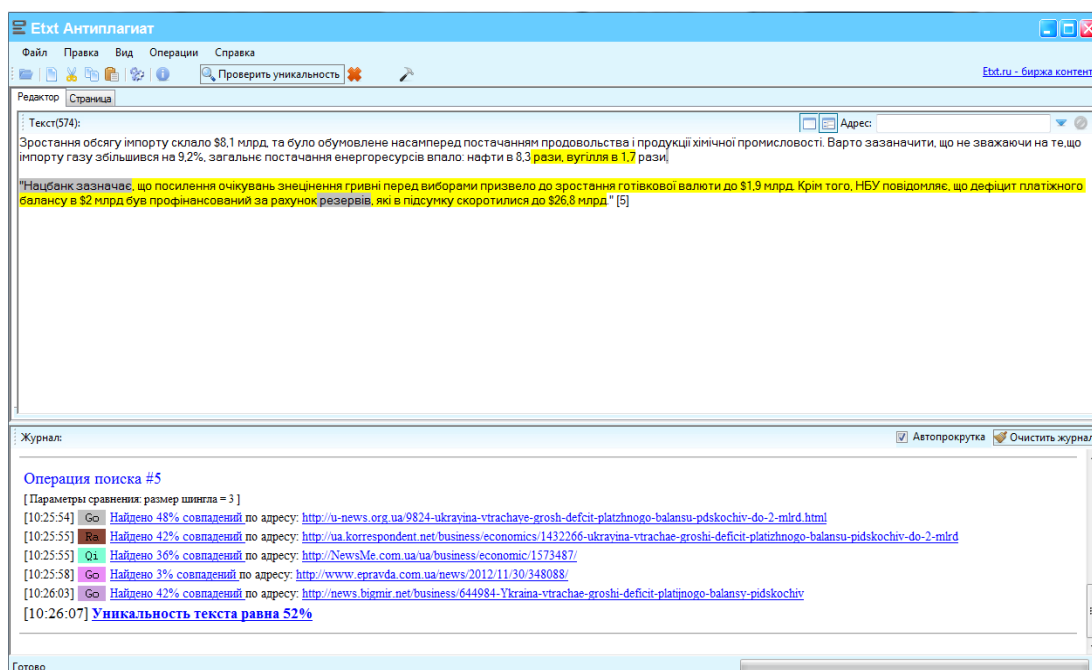 Etxt Антиплагиат
Файл Правка Вид Операции Справка
Проверить уникальность Etxt.ru - биржа контент
Редактор Страница
Текст(574): Адрес:
Зростання обсягу імпорту склало $8,1 млрд, та було обумовлене насамперед постачанням продовольства і продукції хімічної промисловості. Варто зазаначити, що не зважаючи на те,що
імпорту газу збільшився на 9,2%, загальнє постачання енергоресурсів впало: нафти в 8,3 рази, вугілля в 1,7 рази.
"Нацбанк зазначає, що посилення очікувань знецінення гривні перед виборами призвело до зростання готівкової валюти до $1,9 млрд. Крім того, НБУ повідомляє, що дефіцит платіжного
балансу в $2 млрд був профінансований за рахунок резервів, які в підсумку скоротилися до $26,8 млрд." [5]
Журнал: Автопрокрутка Очистить журнал
Операция поиска #5
[ Параметры сравнения: размер шингла = 3 ]
[10:25:54] Go Найдено 48% совпадений по адресу: http://u-news.org.ua/9824-ukravina-vtrachaye-grosh-defcit-platzhnogo-balansu-pdskochiv-do-2-mlrd.html
[10:25:55] Ra Найдено 42% совпадений по адресу: http://ua.korrespondent.net/business/economics/1432266-ukrayina-vtrachae-groshi-deficit-platizhnogo-balansu-pidskochiv-do-2-mlrd
[10:25:55] Qi Найдено 36% совпадений по адресу: http://NewsMe.com.ua/ua/business/economic/1573487/
[10:25:58] Go Найдено 3% совпадений по адресу: http://www.epravda.com.ua/news/2012/11/30/348088/
[10:26:03] Go Найдено 42% совпадений по адресу: http://news.bigmir.net/business/644984-Ykraina-vtrachae-groshi-deficit-platijnogo-balansy-pidskochiv
[10:26:07] Уникальность текста равна 52%
Готово